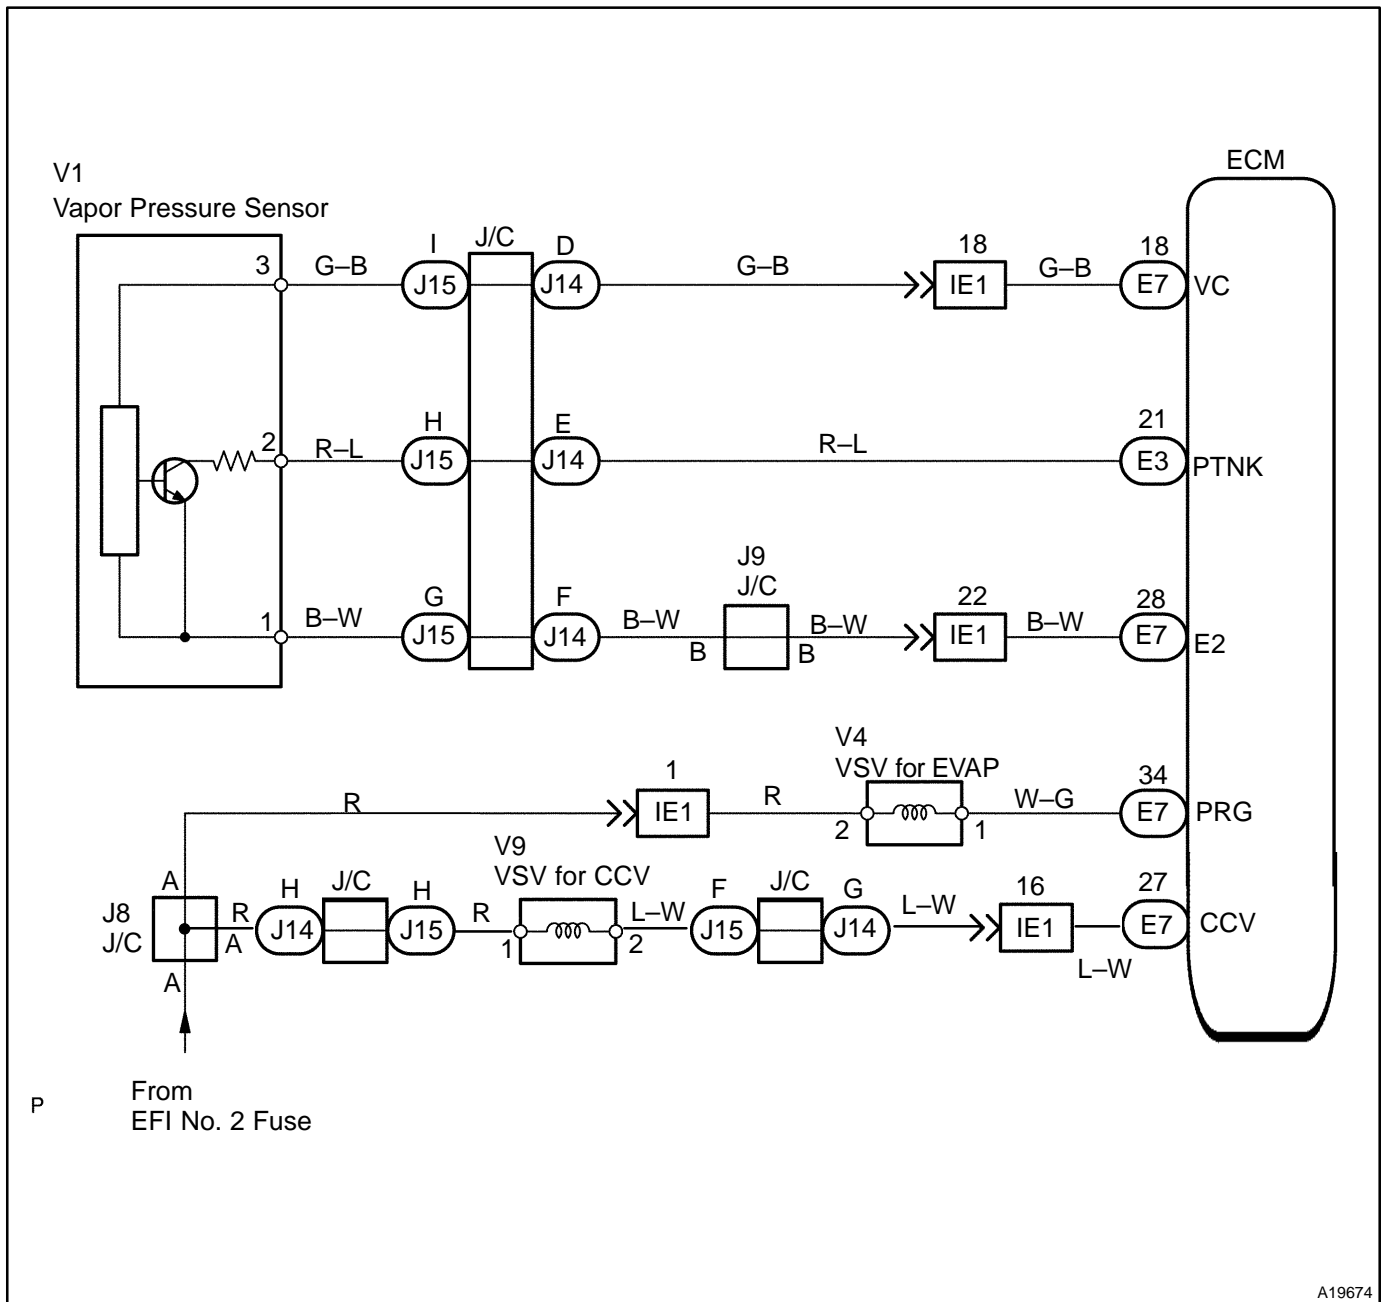 ECM
V1
Vapor Pressure Sensor
3
G–B
I
J/C
D
G–B
18
G–B
18
J15
J14
IE1
E7
VC
2
R–L
H
E
R–L
21
J15
J14
E3
PTNK
1
B–W
G
F
B–W
J9
J/C
B–W
22
B–W
28
J15
J14
B
B
IE1
E7
E2
V4
VSV for EVAP
R
1
R
W–G
34
IE1
2
1
E7
PRG
V9
VSV for CCV
A
J8
J/C
R
A
A
H
J/C
H
R
L–W
F
J/C
G
L–W
16
27
J14
J15
1
2
J15
J14
IE1
E7
CCV
L–W
From
EFI No. 2 Fuse
P
A19674